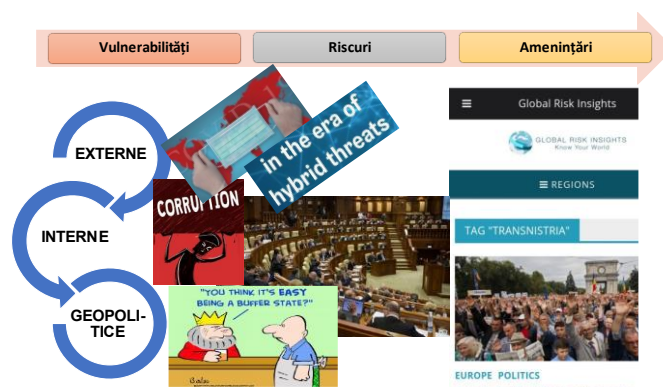 Vulnerabilități
Riscuri
Amenințări
EXTERNE
INTERNE
GEOPOLI-
TICE
in the era of
hybrid threats
CORRUPTION
"YOU THINK IT'S EASY
BEING A BUFFER STATE?"
Global Risk Insights
GLOBAL RISK INSIGHTS
Know Your World
REGIONS
TAG "TRANSNISTRIA"
EUROPE POLITICS